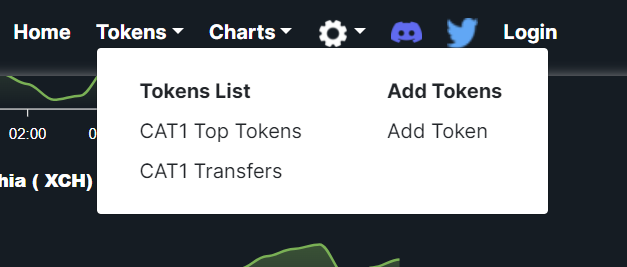 Home Tokens Charts Login
Tokens List Add Tokens
CAT1 Top Tokens Add Token
CAT1 Transfers
02:00
hia ( XCH)